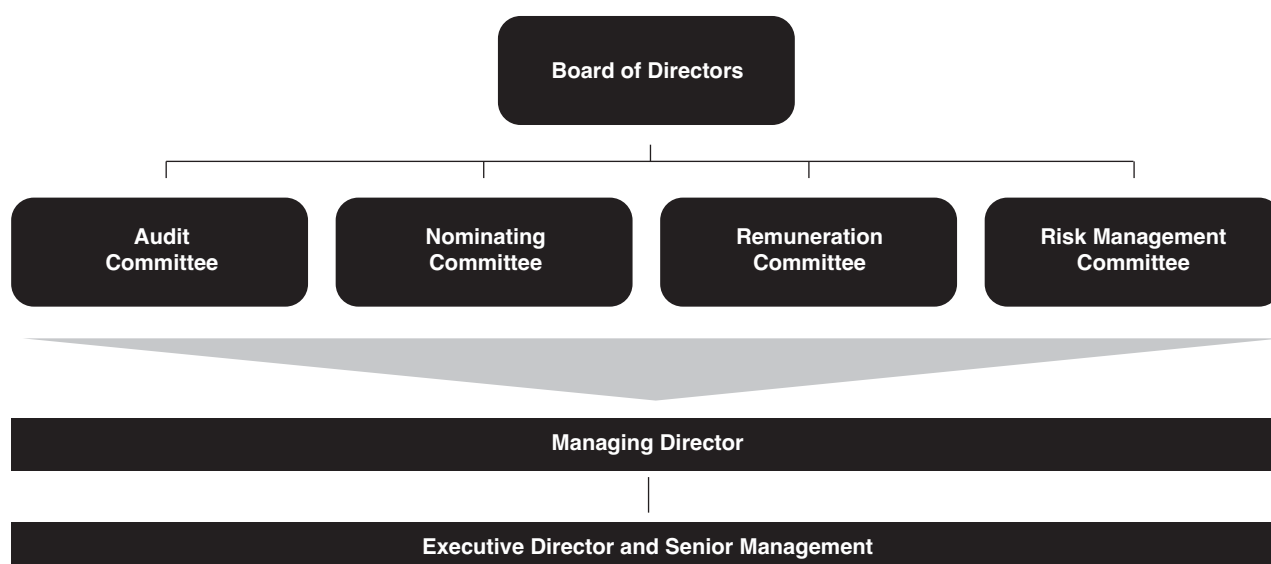 Board of Directors
Audit
Committee
Nominating
Committee
Remuneration
Committee
Risk Management
Committee
Managing Director
Executive Director and Senior Management